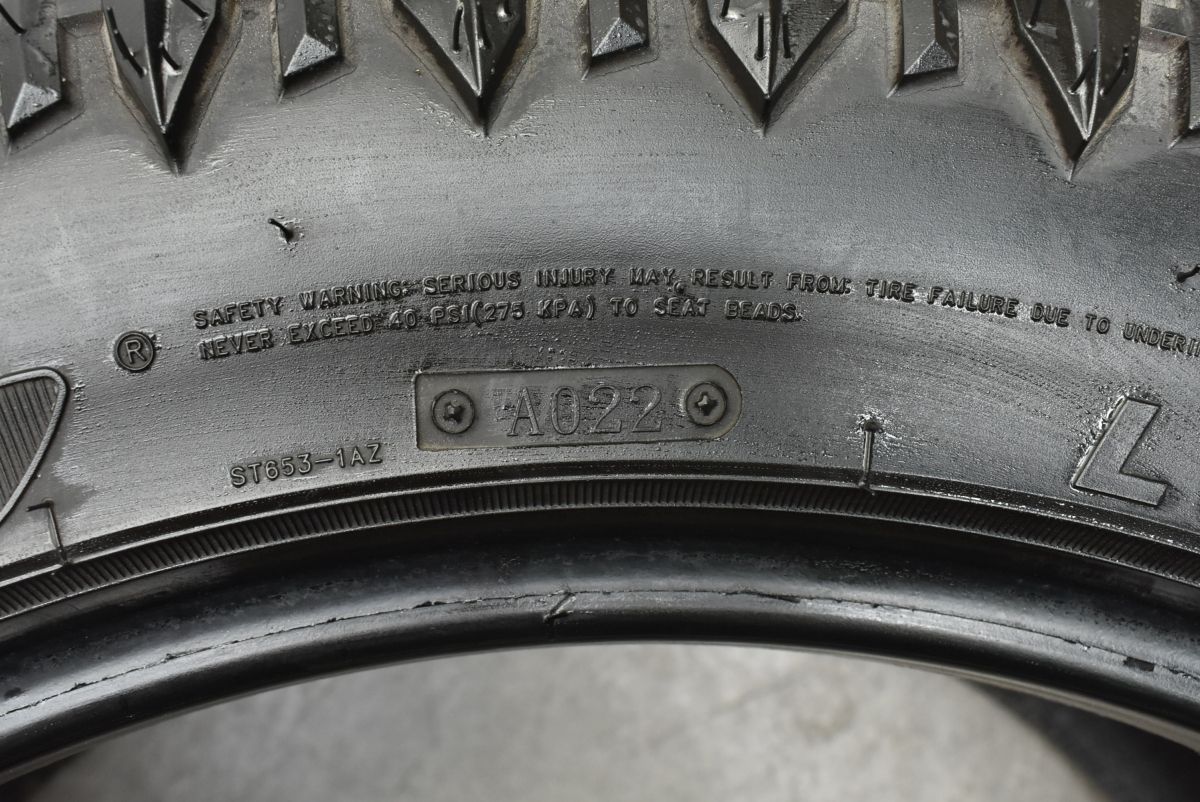 SAFETY WARNING: SERIOUS INJURY MAY RESULT FROM: TIRE FAILURE DUE TO UNDERI
NEVER EXCEED 40 PSI(275 KPA) TO SEAT BEADS.
®
A022
ST653-1AZ
L